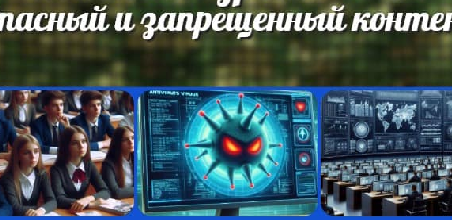 пасный и запрещенный контен